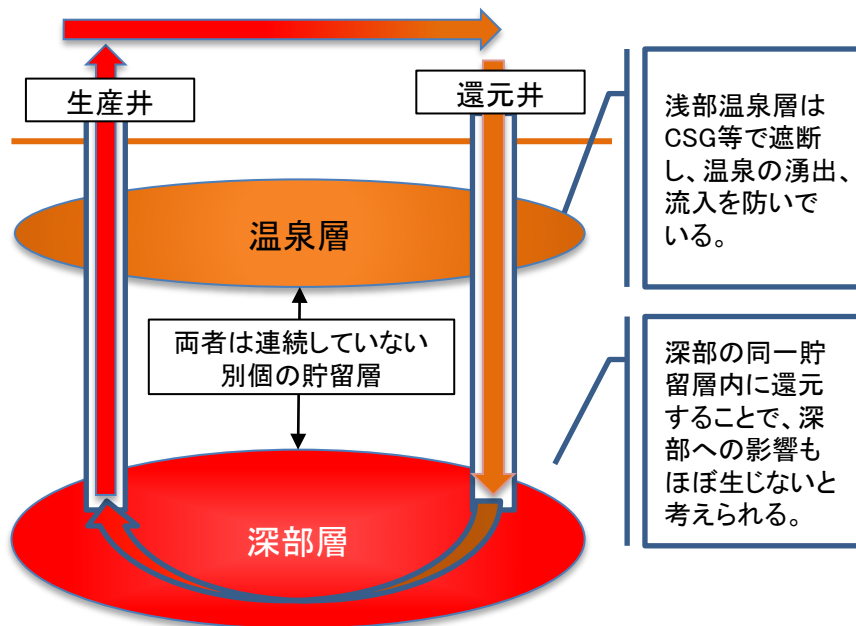 生産井
還元井
浅部温泉層は
CSG等で遮断
し、温泉の湧出、
流入を防いで
いる。
温泉層
両者は連続していない
別個の貯留層
深部の同一貯
留層内に還元
することで、深
部への影響も
ほぼ生じないと
考えられる。
深部層